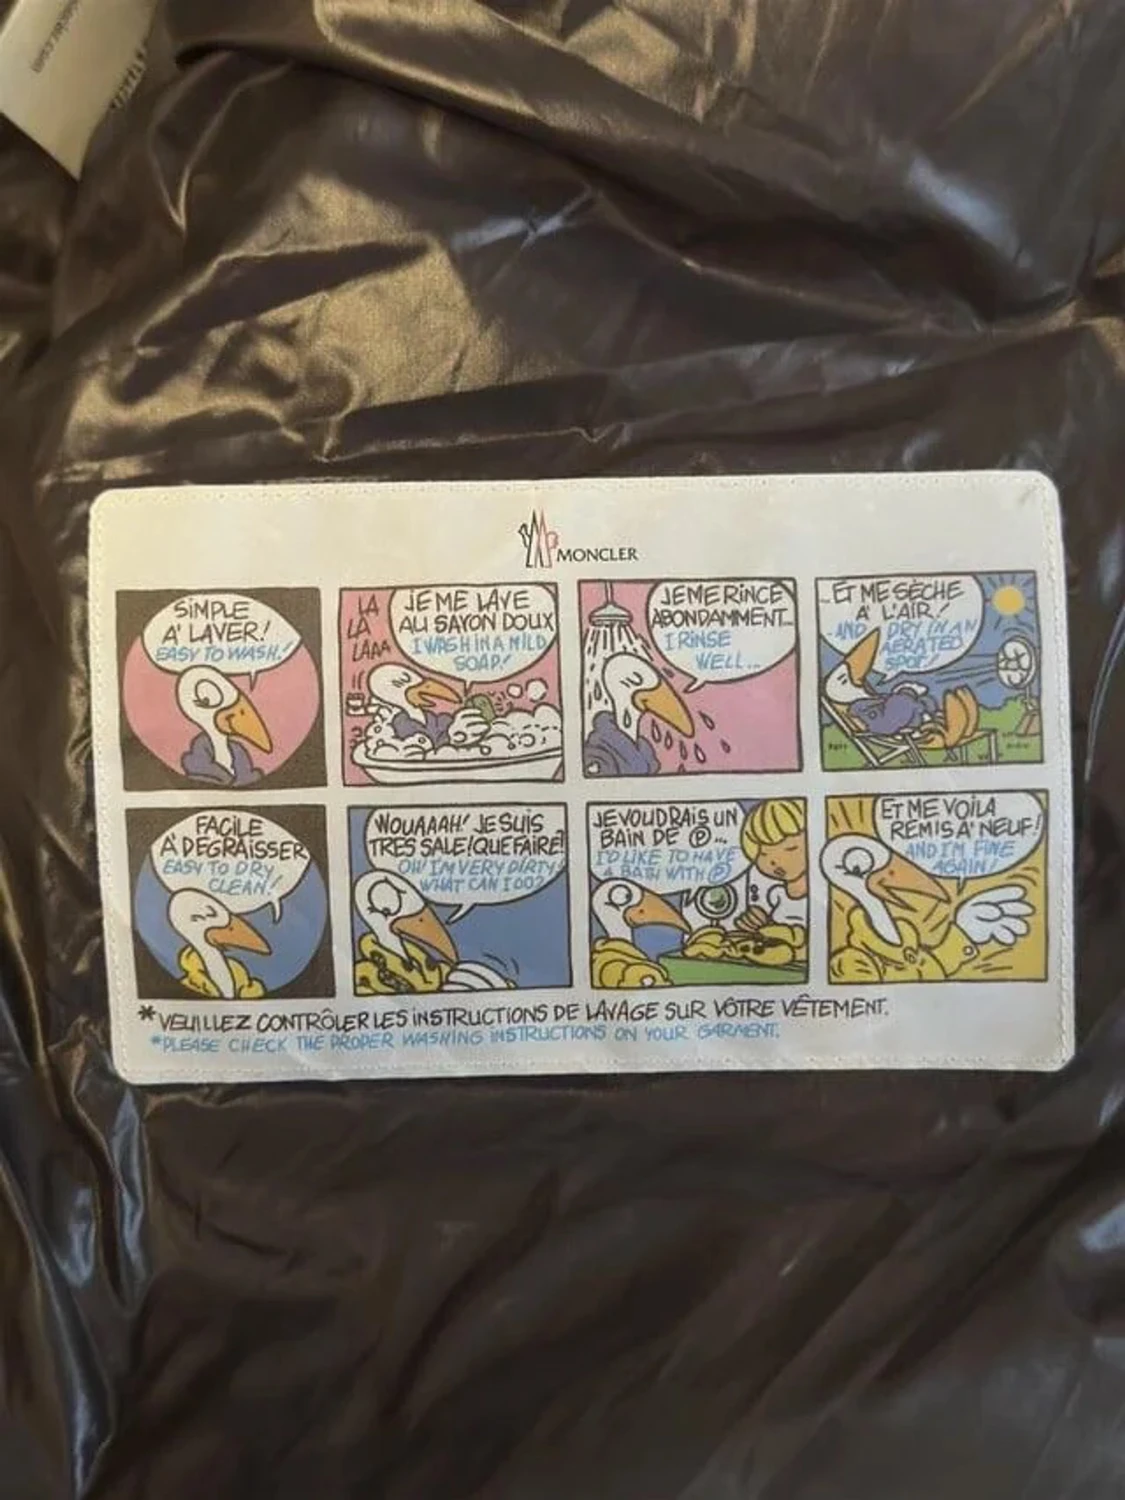 MONCLER
SIMPLE
A' LAVER!
EASY TO WASH!
LA
LÀ
LAAA
JE ME LAVE
AU SAVON DOUX
I WASH IN A MILD
SOAP!
JE ME RINCE
ABONDAMMENT...
I RINSE
WELL...
...ET ME SÈCHE
A' L'AIR!
-AND DRY IN AN
AERATED
SPOT!
FACILE
A' DEGRAISSER
EASY TO DRY
CLEAN!
WOUAAAH! JE SUIS
TRES SALE! QUE FAIRE?
OH! I'M VERY DIRTY!
WHAT CAN I DO?
JE VOUDRAIS UN
BAIN DE Ⓟ...
I'D LIKE TO HAVE
A BATH WITH Ⓟ
ET ME VOILA
REMIS A' NEUF!
AND I'M FINE
AGAIN!
*VEUILLEZ CONTRÔLER LES INSTRUCTIONS DE LAVAGE SUR VÔTRE VÊTEMENT.
*PLEASE CHECK THE PROPER WASHING INSTRUCTIONS ON YOUR GARMENT.